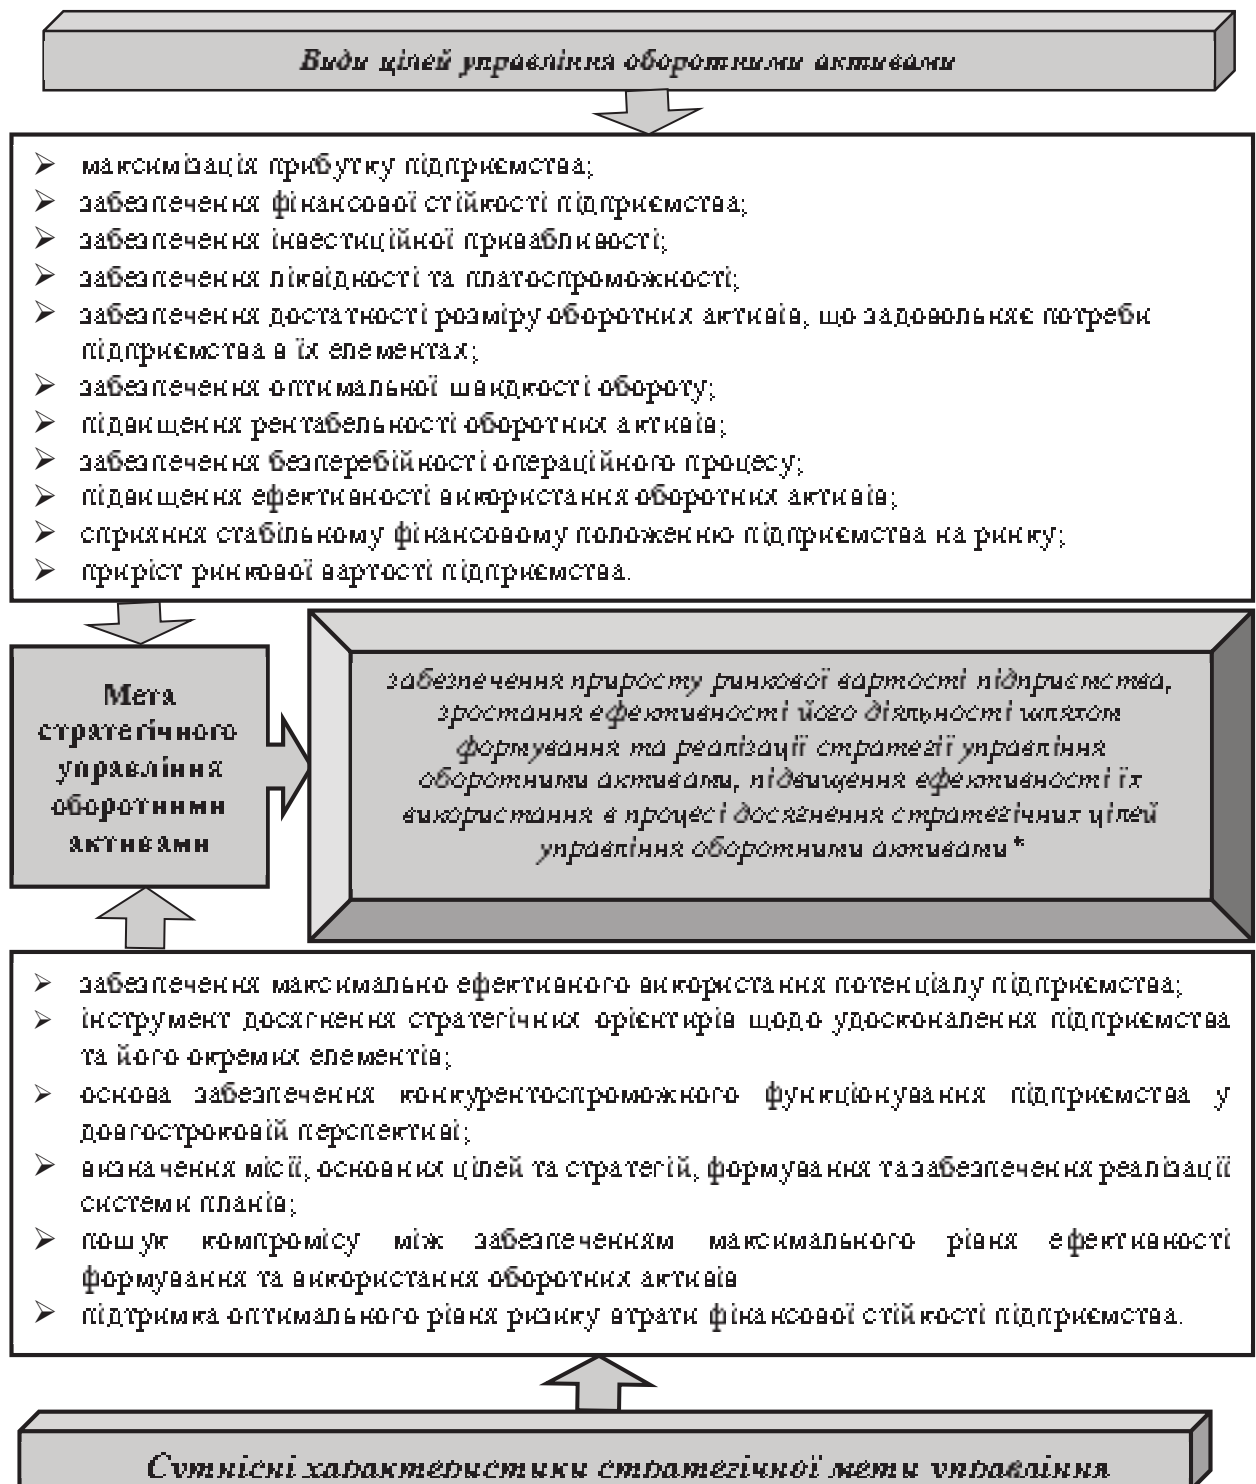 Види цілей управління оборотними активами
➢ максимізація прибутку підприємства;
➢ забезпечення фінансової стійкості підприємства;
➢ забезпечення інвестиційної привабливості;
➢ забезпечення ліквідності та платоспроможності;
➢ забезпечення достатності розміру оборотних активів, що задовольняє потреби
підприємства в їх елементах;
➢ забезпечення оптимальної швидкості обороту;
➢ підвищення рентабельності оборотних активів;
➢ забезпечення безперебійності операційного процесу;
➢ підвищення ефективності використання оборотних активів;
➢ сприяння стабільному фінансовому положенню підприємства на ринку;
➢ приріст ринкової вартості підприємства.
Мета
стратегічного
управління
оборотними
активами
забезпечення приросту ринкової вартості підприємства,
зростання ефективності його діяльності шляхом
формування та реалізації стратегії управління
оборотними активами, підвищення ефективності їх
використання в процесі досягнення стратегічних цілей
управління оборотними активами*
➢ забезпечення максимально ефективного використання потенціалу підприємства;
➢ інструмент досягнення стратегічних орієнтирів щодо удосконалення підприємства
та його окремих елементів;
➢ основа забезпечення конкурентоспроможного функціонування підприємства у
довгостроковій перспективі;
➢ визначення місії, основних цілей та стратегій, формування та забезпечення реалізації
системи планів;
➢ пошук компромісу між забезпеченням максимального рівня ефективності
формування та використання оборотних активів
➢ підтримка оптимального рівня ризику втрати фінансової стійкості підприємства.
Сутнісні характеристики стратегічної мети управління